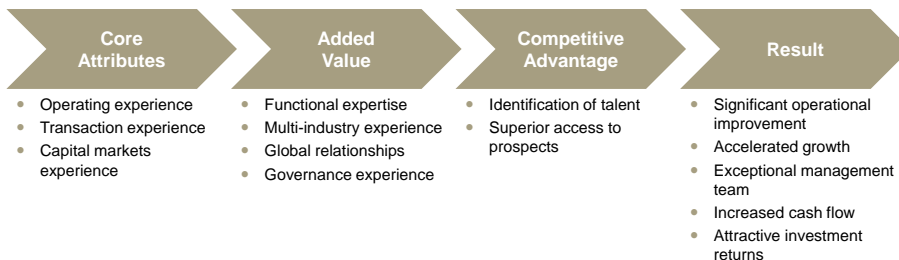 Core
Attributes
• Operating experience
• Transaction experience
• Capital markets
experience
Added
Value
• Functional expertise
• Multi-industry experience
• Global relationships
• Governance experience
Competitive
Advantage
• Identification of talent
• Superior access to
prospects
Result
• Significant operational
improvement
• Accelerated growth
• Exceptional management
team
• Increased cash flow
• Attractive investment
returns